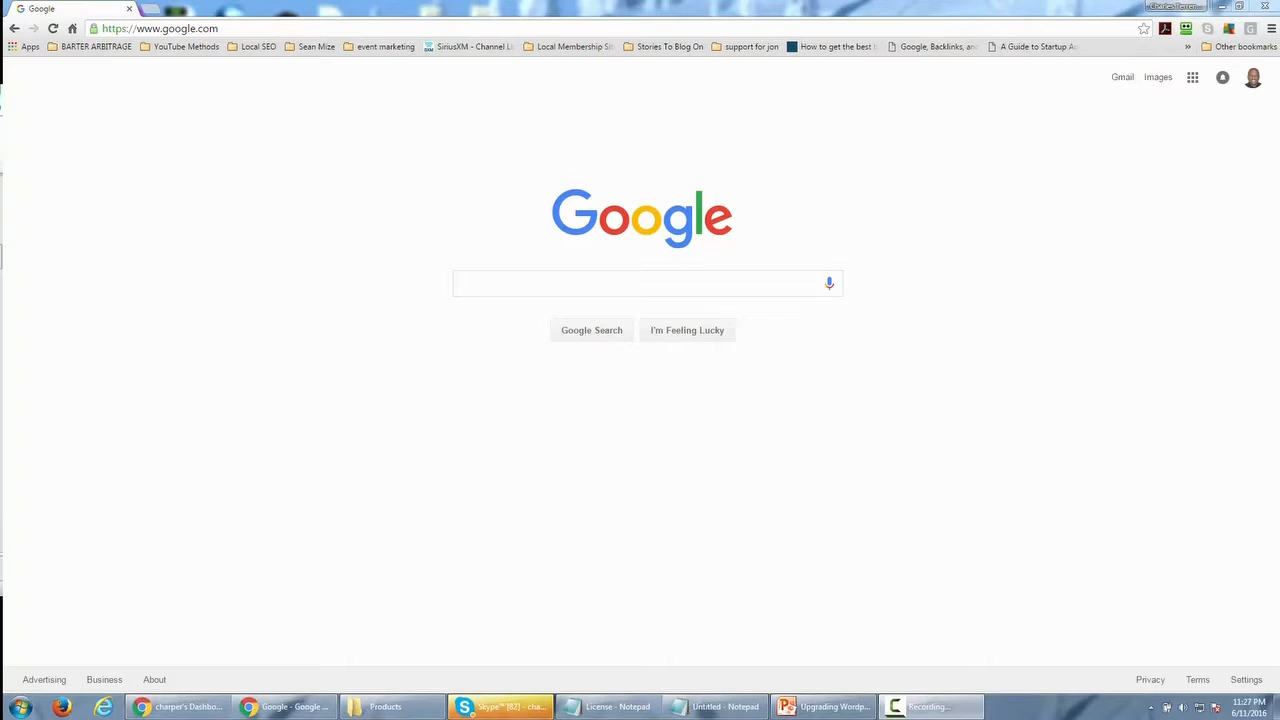 Google
Charles Terren...
https://www.google.com
Apps
BARTER ARBITRAGE
YouTube Methods
Local SEO
Sean Mize
event marketing
SiriusXM - Channel Li
Local Membership Si
Stories To Blog On
support for jon
How to get the best
Google, Backlinks, an
A Guide to Startup A
»
Other bookmarks
Gmail
Images
Google
Google Search
I'm Feeling Lucky
Advertising
Business
About
Privacy
Terms
Settings
charper's Dashbo...
Google - Google ...
Products
Skype™ [82] - cha...
License - Notepad
Untitled - Notepad
Upgrading Wordp...
Recording...
11:27 PM
6/11/2016